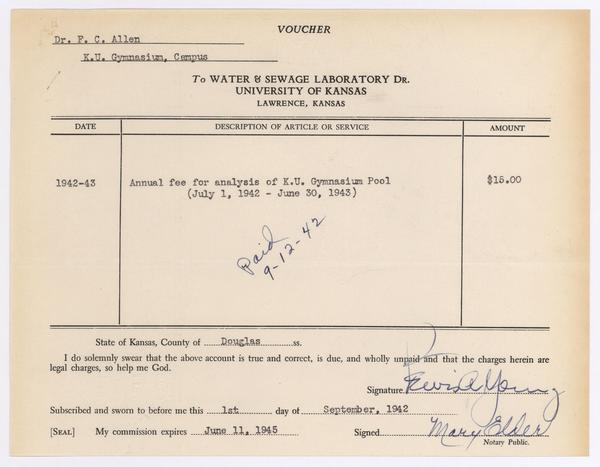 VOUCHER
Dr. F. C. Allen
K.U. Gymnasium, Campus
To WATER & SEWAGE LABORATORY DR.
UNIVERSITY OF KANSAS
LAWRENCE, KANSAS
DATE DESCRIPTION OF ARTICLE OR SERVICE AMOUNT
1942-43 Annual fee for analysis of K.U. Gymnasium Pool $15.00
(July 1, 1942 - June 30, 1943)
Paid
9-12-42
State of Kansas, County of Douglas ss.
I do solemnly swear that the above account is true and correct, is due, and wholly unpaid and that the charges herein are
legal charges, so help me God.
Signature Young
Subscribed and sworn to before me this 1st day of September, 1942
[SEAL] My commission expires June 11, 1945 Signed Mary Elder
Notary Public.